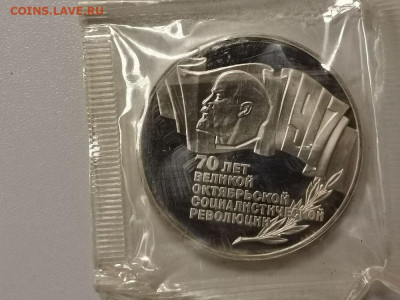 COINS.LAVE.RU
1917
70 ЛЕТ
ВЕЛИКОЙ
ОКТЯБРЬСКОЙ
СОЦИАЛИСТИЧЕСКОЙ
РЕВОЛЮЦИИ